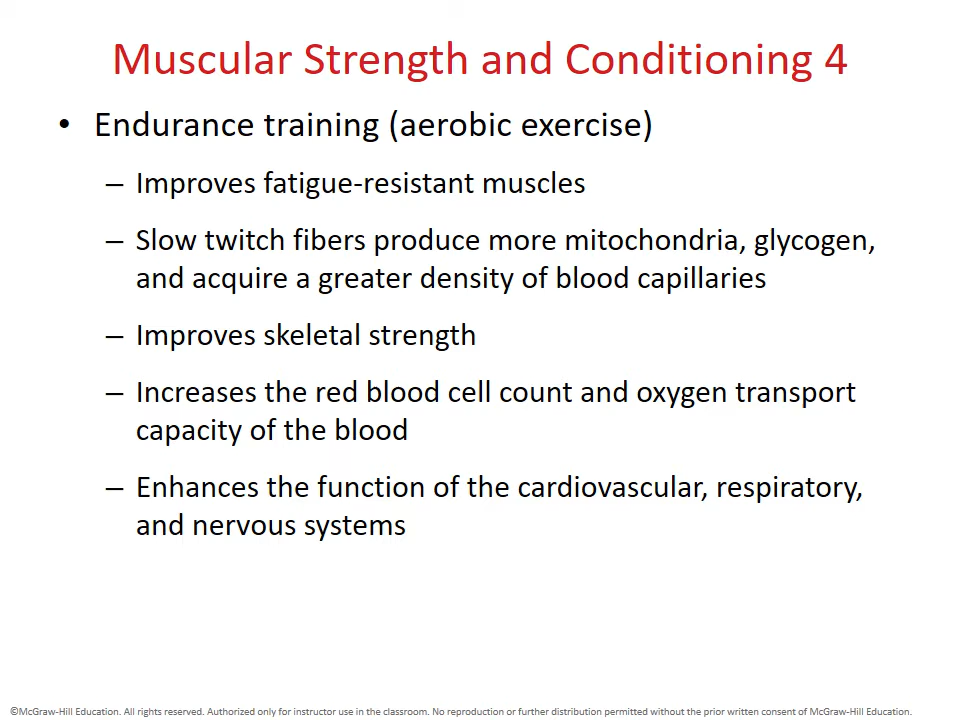 Muscular Strength and Conditioning 4
• Endurance training (aerobic exercise)
– Improves fatigue-resistant muscles
– Slow twitch fibers produce more mitochondria, glycogen,
and acquire a greater density of blood capillaries
– Improves skeletal strength
– Increases the red blood cell count and oxygen transport
capacity of the blood
– Enhances the function of the cardiovascular, respiratory,
and nervous systems
©McGraw-Hill Education. All rights reserved. Authorized only for instructor use in the classroom. No reproduction or further distribution permitted without the prior written consent of McGraw-Hill Education.